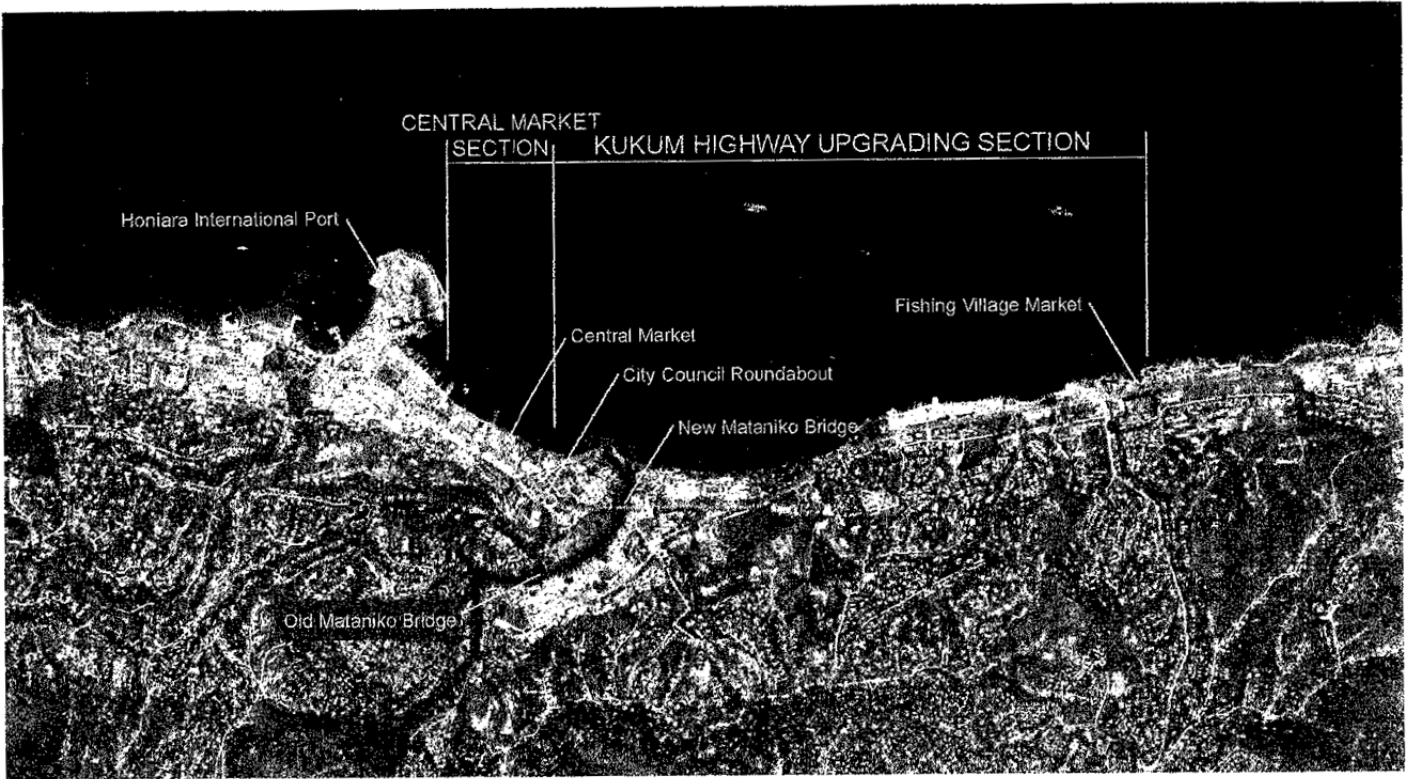 CENTRAL MARKET
SECTION
KUKUM HIGHWAY UPGRADING SECTION
Honiara International Port
Fishing Village Market
Central Market
City Council Roundabout
New Mataniko Bridge
Old Mataniko Bridge